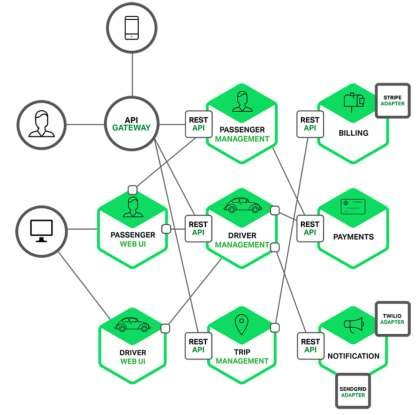 STRIPE
ADAPTER
API
GATEWAY
REST
API
PASSENGER
MANAGEMENT
REST
API
BILLING
PASSENGER
WEB UI
REST
API
DRIVER
MANAGEMENT
REST
API
PAYMENTS
TWILIO
ADAPTER
DRIVER
WEB UI
REST
API
TRIP
MANAGEMENT
REST
API
NOTIFICATION
SENDGRID
ADAPTER